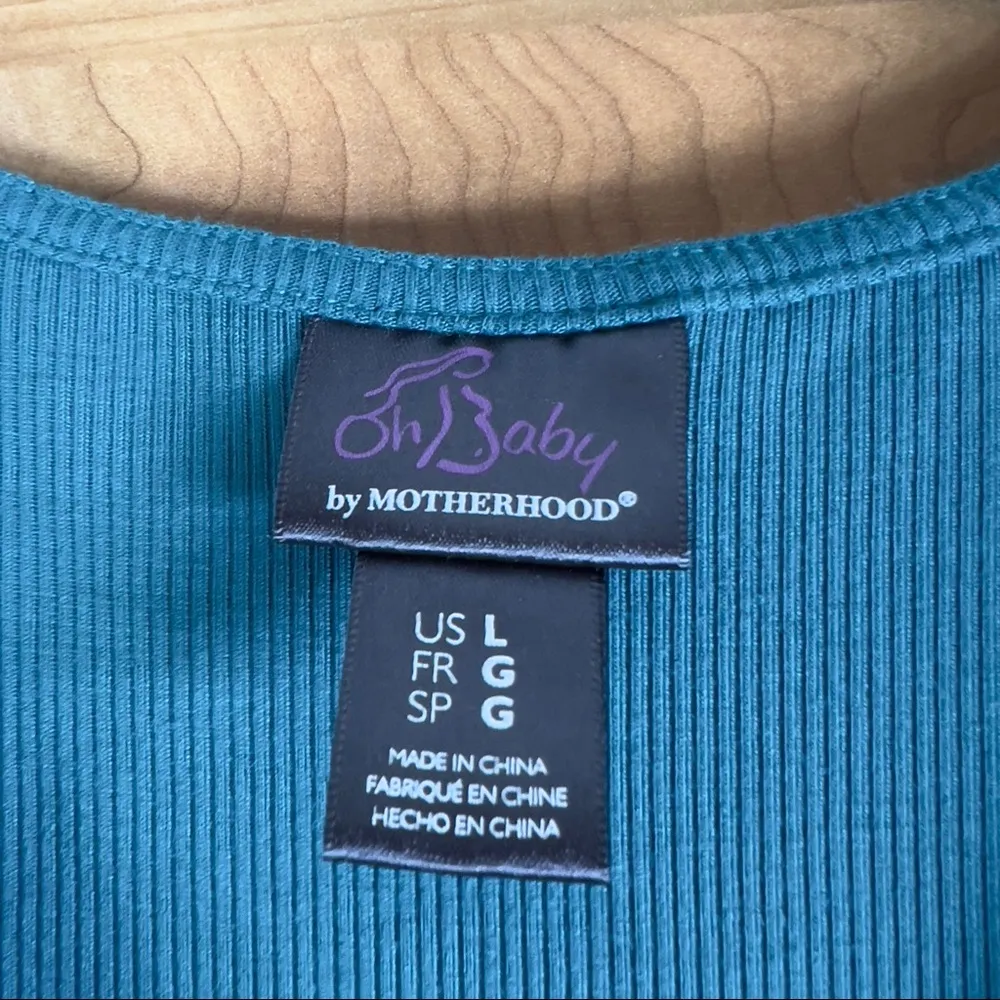 Oh Baby
by MOTHERHOOD®
US L
FR G
SP G
MADE IN CHINA
FABRIQUÉ EN CHINE
HECHO EN CHINA